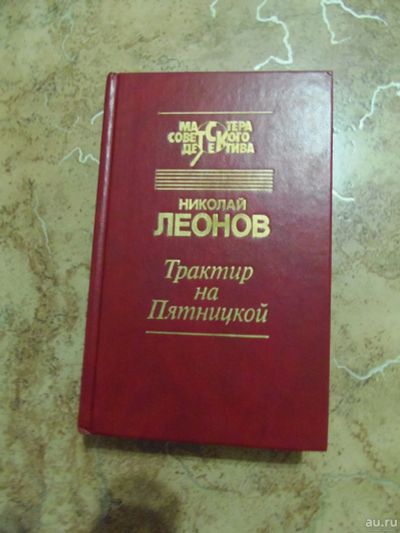 МАСТЕРА
СОВЕТСКОГО
ДЕТЕКТИВА
НИКОЛАЙ
ЛЕОНОВ
Трактир
на
Пятницкой
au.ru